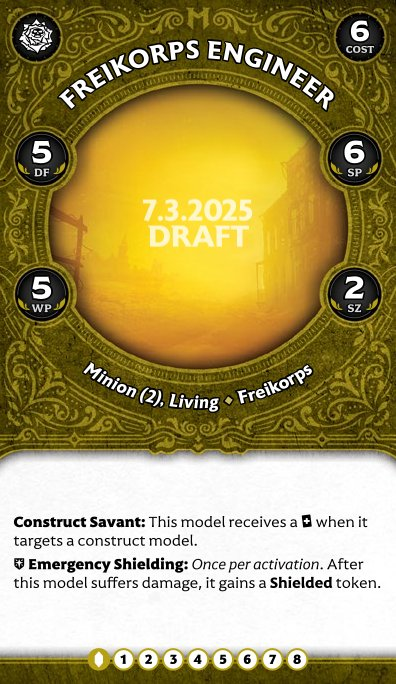 6
COST
FREIKORPS ENGINEER
5
DF
6
SP
7.3.2025
DRAFT
5
WP
2
SZ
Minion (2), Living ⬥ Freikorps
Construct Savant: This model receives a when it
targets a construct model.
Emergency Shielding: Once per activation. After
this model suffers damage, it gains a Shielded token.
1 2 3 4 5 6 7 8